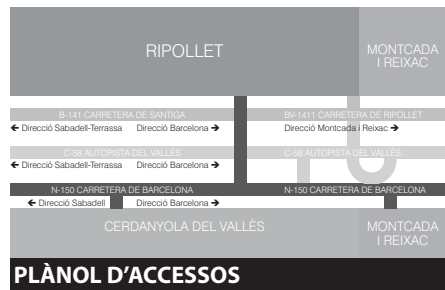 RIPOLLET
MONTCADA
I REIXAC
B-141 CARRETERA DE SANTIGA
BV-1411 CARRETERA DE RIPOLLET
← Direcció Sabadell-Terrassa
Direcció Barcelona →
Direcció Montcada i Reixac →
C-58 AUTOPISTA DEL VALLÈS
C-58 AUTOPISTA DEL VALLÈS
← Direcció Sabadell-Terrassa
Direcció Barcelona →
N-150 CARRETERA DE BARCELONA
N-150 CARRETERA DE BARCELONA
← Direcció Sabadell
Direcció Barcelona →
CERDANYOLA DEL VALLÈS
MONTCADA
I REIXAC
PLÀNOL D'ACCESSOS